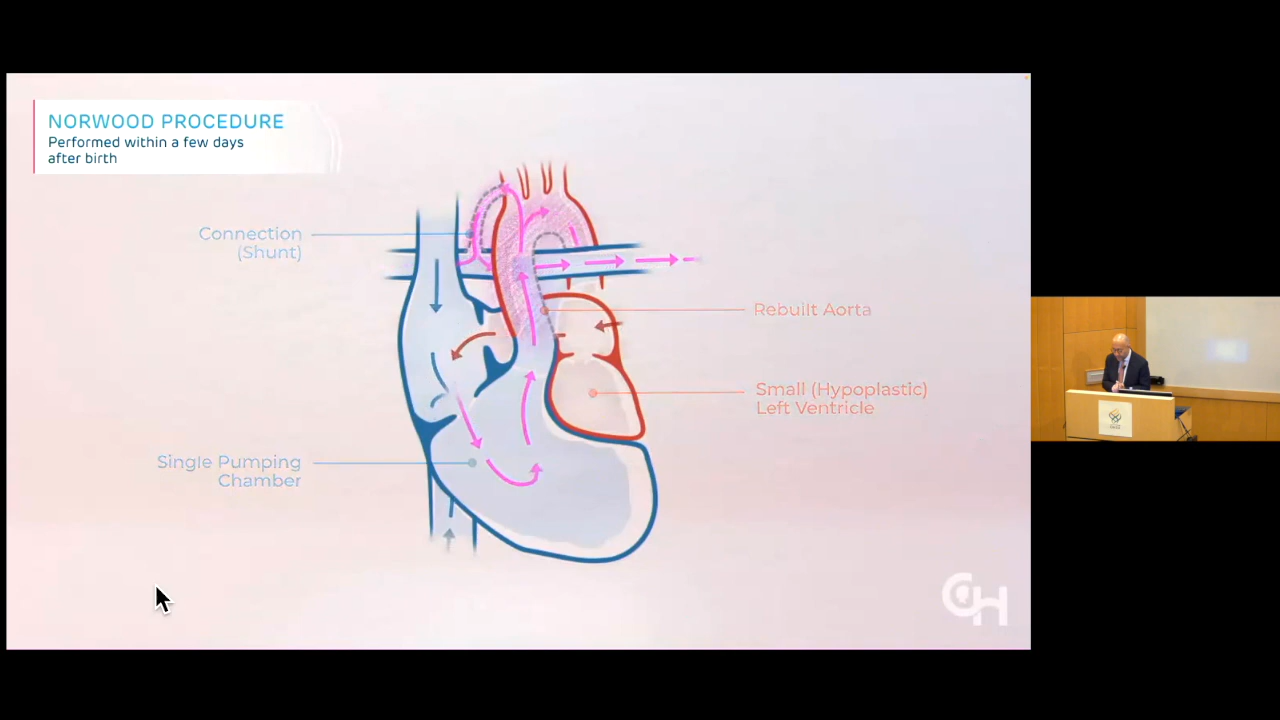 NORWOOD PROCEDURE
Performed within a few days
after birth
Connection
(Shunt)
Rebuilt Aorta
Small (Hypoplastic)
Left Ventricle
Single Pumping
Chamber
CH